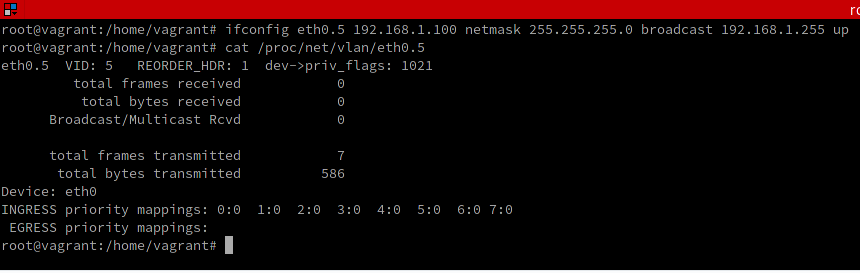 ro
root@vagrant:/home/vagrant# ifconfig eth0.5 192.168.1.100 netmask 255.255.255.0 broadcast 192.168.1.255 up
root@vagrant:/home/vagrant# cat /proc/net/vlan/eth0.5
eth0.5  VID: 5   REORDER_HDR: 1  dev->priv_flags: 1021
         total frames received            0
          total bytes received            0
      Broadcast/Multicast Rcvd            0

      total frames transmitted            7
       total bytes transmitted          586
Device: eth0
INGRESS priority mappings: 0:0  1:0  2:0  3:0  4:0  5:0  6:0 7:0
 EGRESS priority mappings:
root@vagrant:/home/vagrant#